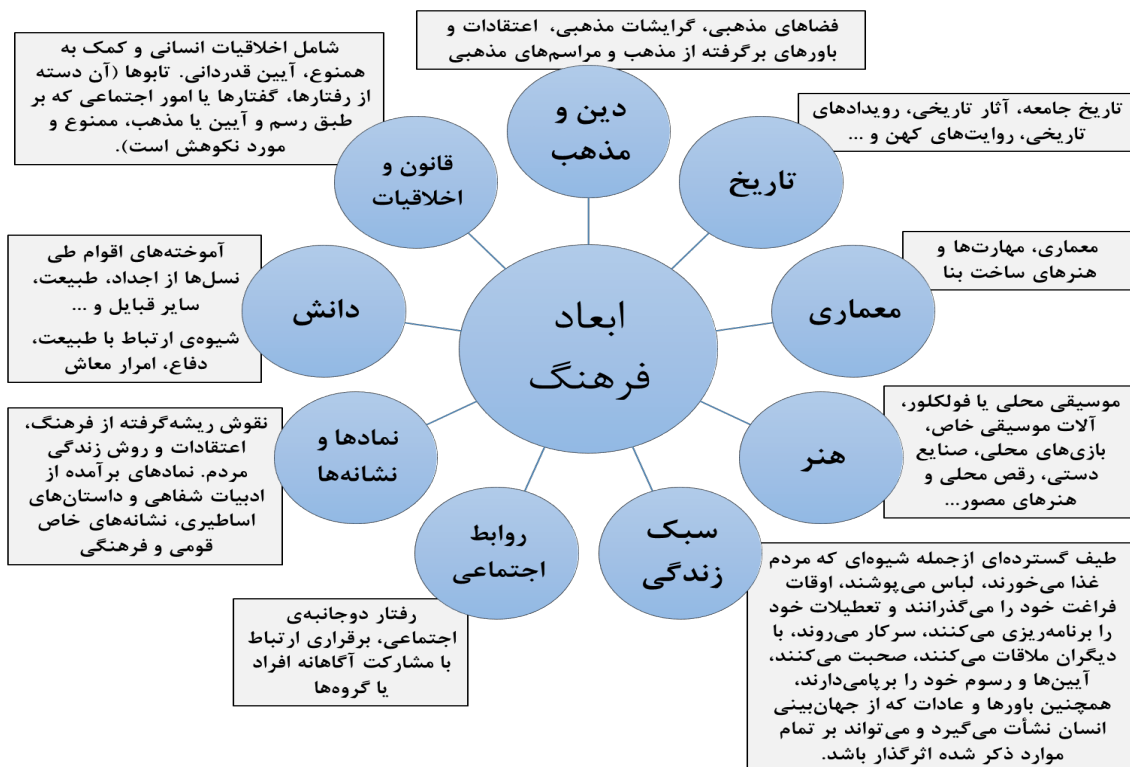 ابعاد
فرهنگ
دین و
مذهب
فضاهای مذهبی، گرایشات مذهبی، اعتقادات و
باورهای برگرفته از مذهب و مراسم‌های مذهبی
تاریخ
تاریخ جامعه، آثار تاریخی، رویدادهای
تاریخی، روایت‌های کهن و ...
معماری
معماری، مهارت‌ها و
هنرهای ساخت بنا
هنر
موسیقی محلی یا فولکلور،
آلات موسیقی خاص،
بازی‌های محلی، صنایع
دستی، رقص محلی و
هنرهای مصور...
سبک
زندگی
طیف گسترده‌ای ازجمله شیوه‌ای که مردم
غذا می‌خورند، لباس می‌پوشند، اوقات
فراغت خود را می‌گذرانند و تعطیلات خود
را برنامه‌ریزی می‌کنند، سرکار می‌روند، با
دیگران ملاقات می‌کنند، صحبت می‌کنند،
آیین‌ها و رسوم خود را برپامی‌دارند،
همچنین باورها و عادات که از جهان‌بینی
انسان نشأت می‌گیرد و می‌تواند بر تمام
موارد ذکر شده اثرگذار باشد.
روابط
اجتماعی
رفتار دوجانبه‌ی
اجتماعی، برقراری ارتباط
با مشارکت آگاهانه افراد
یا گروه‌ها
نمادها و
نشانه‌ها
نقوش ریشه‌گرفته از فرهنگ،
اعتقادات و روش زندگی
مردم. نمادهای برآمده از
ادبیات شفاهی و داستان‌های
اساطیری، نشانه‌های خاص
قومی و فرهنگی
دانش
آموخته‌های اقوام طی
نسل‌ها از اجداد، طبیعت،
سایر قبایل و ...
شیوه‌ی ارتباط با طبیعت،
دفاع، امرار معاش
قانون و
اخلاقیات
شامل اخلاقیات انسانی و کمک به
همنوع، آیین قدردانی. تابوها (آن دسته
از رفتارها، گفتارها یا امور اجتماعی که بر
طبق رسم و آیین یا مذهب، ممنوع و
مورد نکوهش است).